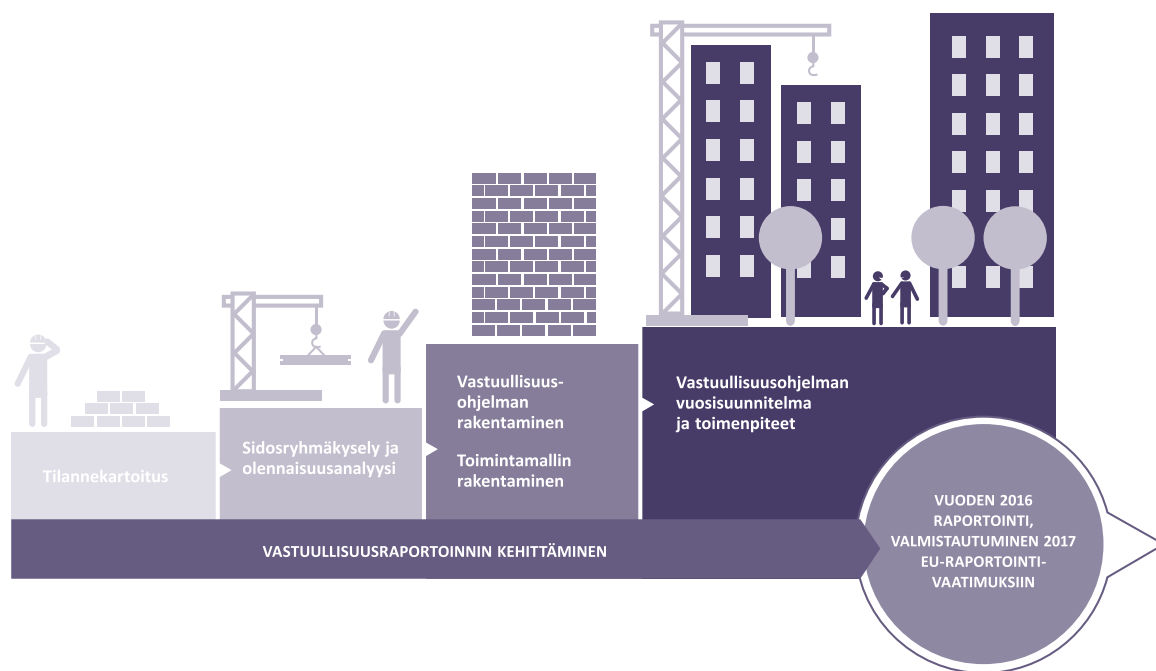 Tilannekartoitus
Sidosryhmäkysely ja
olennaisuusanalyysi
Vastuullisuus-
ohjelman
rakentaminen
Toimintamallin
rakentaminen
Vastuullisuusohjelman
vuosisuunnitelma
ja toimenpiteet
VASTUULLISUUSRAPORTOINNIN KEHITTÄMINEN
VUODEN 2016
RAPORTOINTI,
VALMISTAUTUMINEN 2017
EU-RAPORTOINTI-
VAATIMUKSIIN